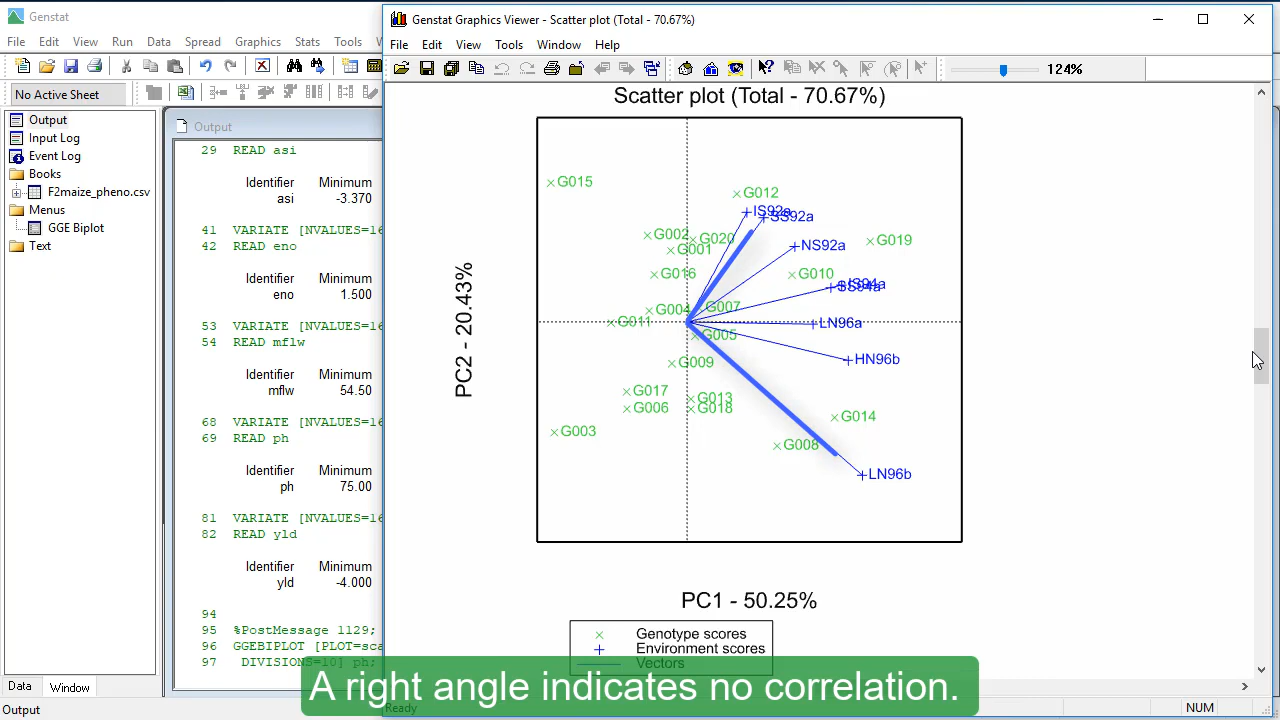 Genstat
File Edit View Run Data Spread Graphics Stats Tools
No Active Sheet
Output
Input Log
Event Log
Books
F2maize_pheno.csv
Menus
GGE Biplot
Text
Data Window
Output
Output
29 READ asi
Identifier Minimum
asi -3.370
41 VARIATE [NVALUES=16
42 READ eno
Identifier Minimum
eno 1.500
53 VARIATE [NVALUES=16
54 READ mflw
Identifier Minimum
mflw 54.50
68 VARIATE [NVALUES=16
69 READ ph
Identifier Minimum
ph 75.00
81 VARIATE [NVALUES=16
82 READ yld
Identifier Minimum
yld -4.000
94
95 %PostMessage 1129;
96 GGEBIPLOT [PLOT=sca
97 DIVISIONS=10] ph;
Genstat Graphics Viewer - Scatter plot (Total - 70.67%)
File Edit View Tools Window Help
124%
Scatter plot (Total - 70.67%)
G015
G012
IS92a
SS92a
G002
G020
G019
G001
NS92a
G016
G010
IS94a
SS94a
G004
G007
G011
LN96a
G005
G009
HN96b
G017
G013
G006
G018
G014
G003
G008
LN96b
PC2 - 20.43%
PC1 - 50.25%
Genotype scores
Environment scores
Vectors
A right angle indicates no correlation.
Ready
NUM